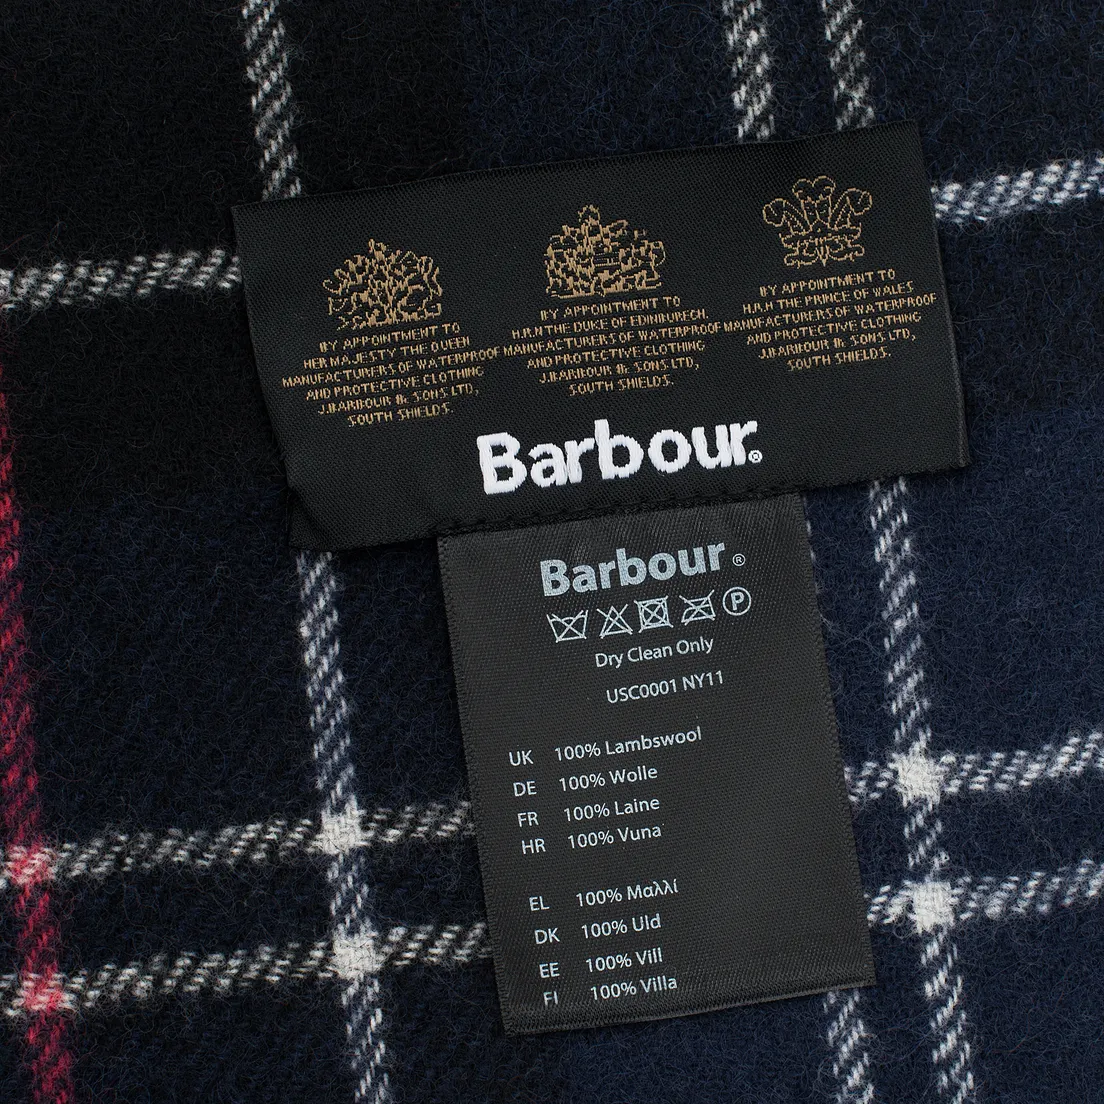 BY APPOINTMENT TO
HER MAJESTY THE QUEEN
MANUFACTURERS OF WATERPROOF
AND PROTECTIVE CLOTHING
J.BARBOUR & SONS LTD,
SOUTH SHIELDS.
BY APPOINTMENT TO
H.R.H THE DUKE OF EDINBURGH.
MANUFACTURERS OF WATERPROOF
AND PROTECTIVE CLOTHING
J.BARBOUR & SONS LTD,
SOUTH SHIELDS.
BY APPOINTMENT TO
H.R.H THE PRINCE OF WALES
MANUFACTURERS OF WATERPROOF
AND PROTECTIVE CLOTHING
J.BARBOUR & SONS LTD,
SOUTH SHIELDS.
Barbour®
Barbour®
P
Dry Clean Only
USC0001 NY11
UK 100% Lambswool
DE 100% Wolle
FR 100% Laine
HR 100% Vuna
EL 100% Μαλλί
DK 100% Uld
EE 100% Vill
FI 100% Villa